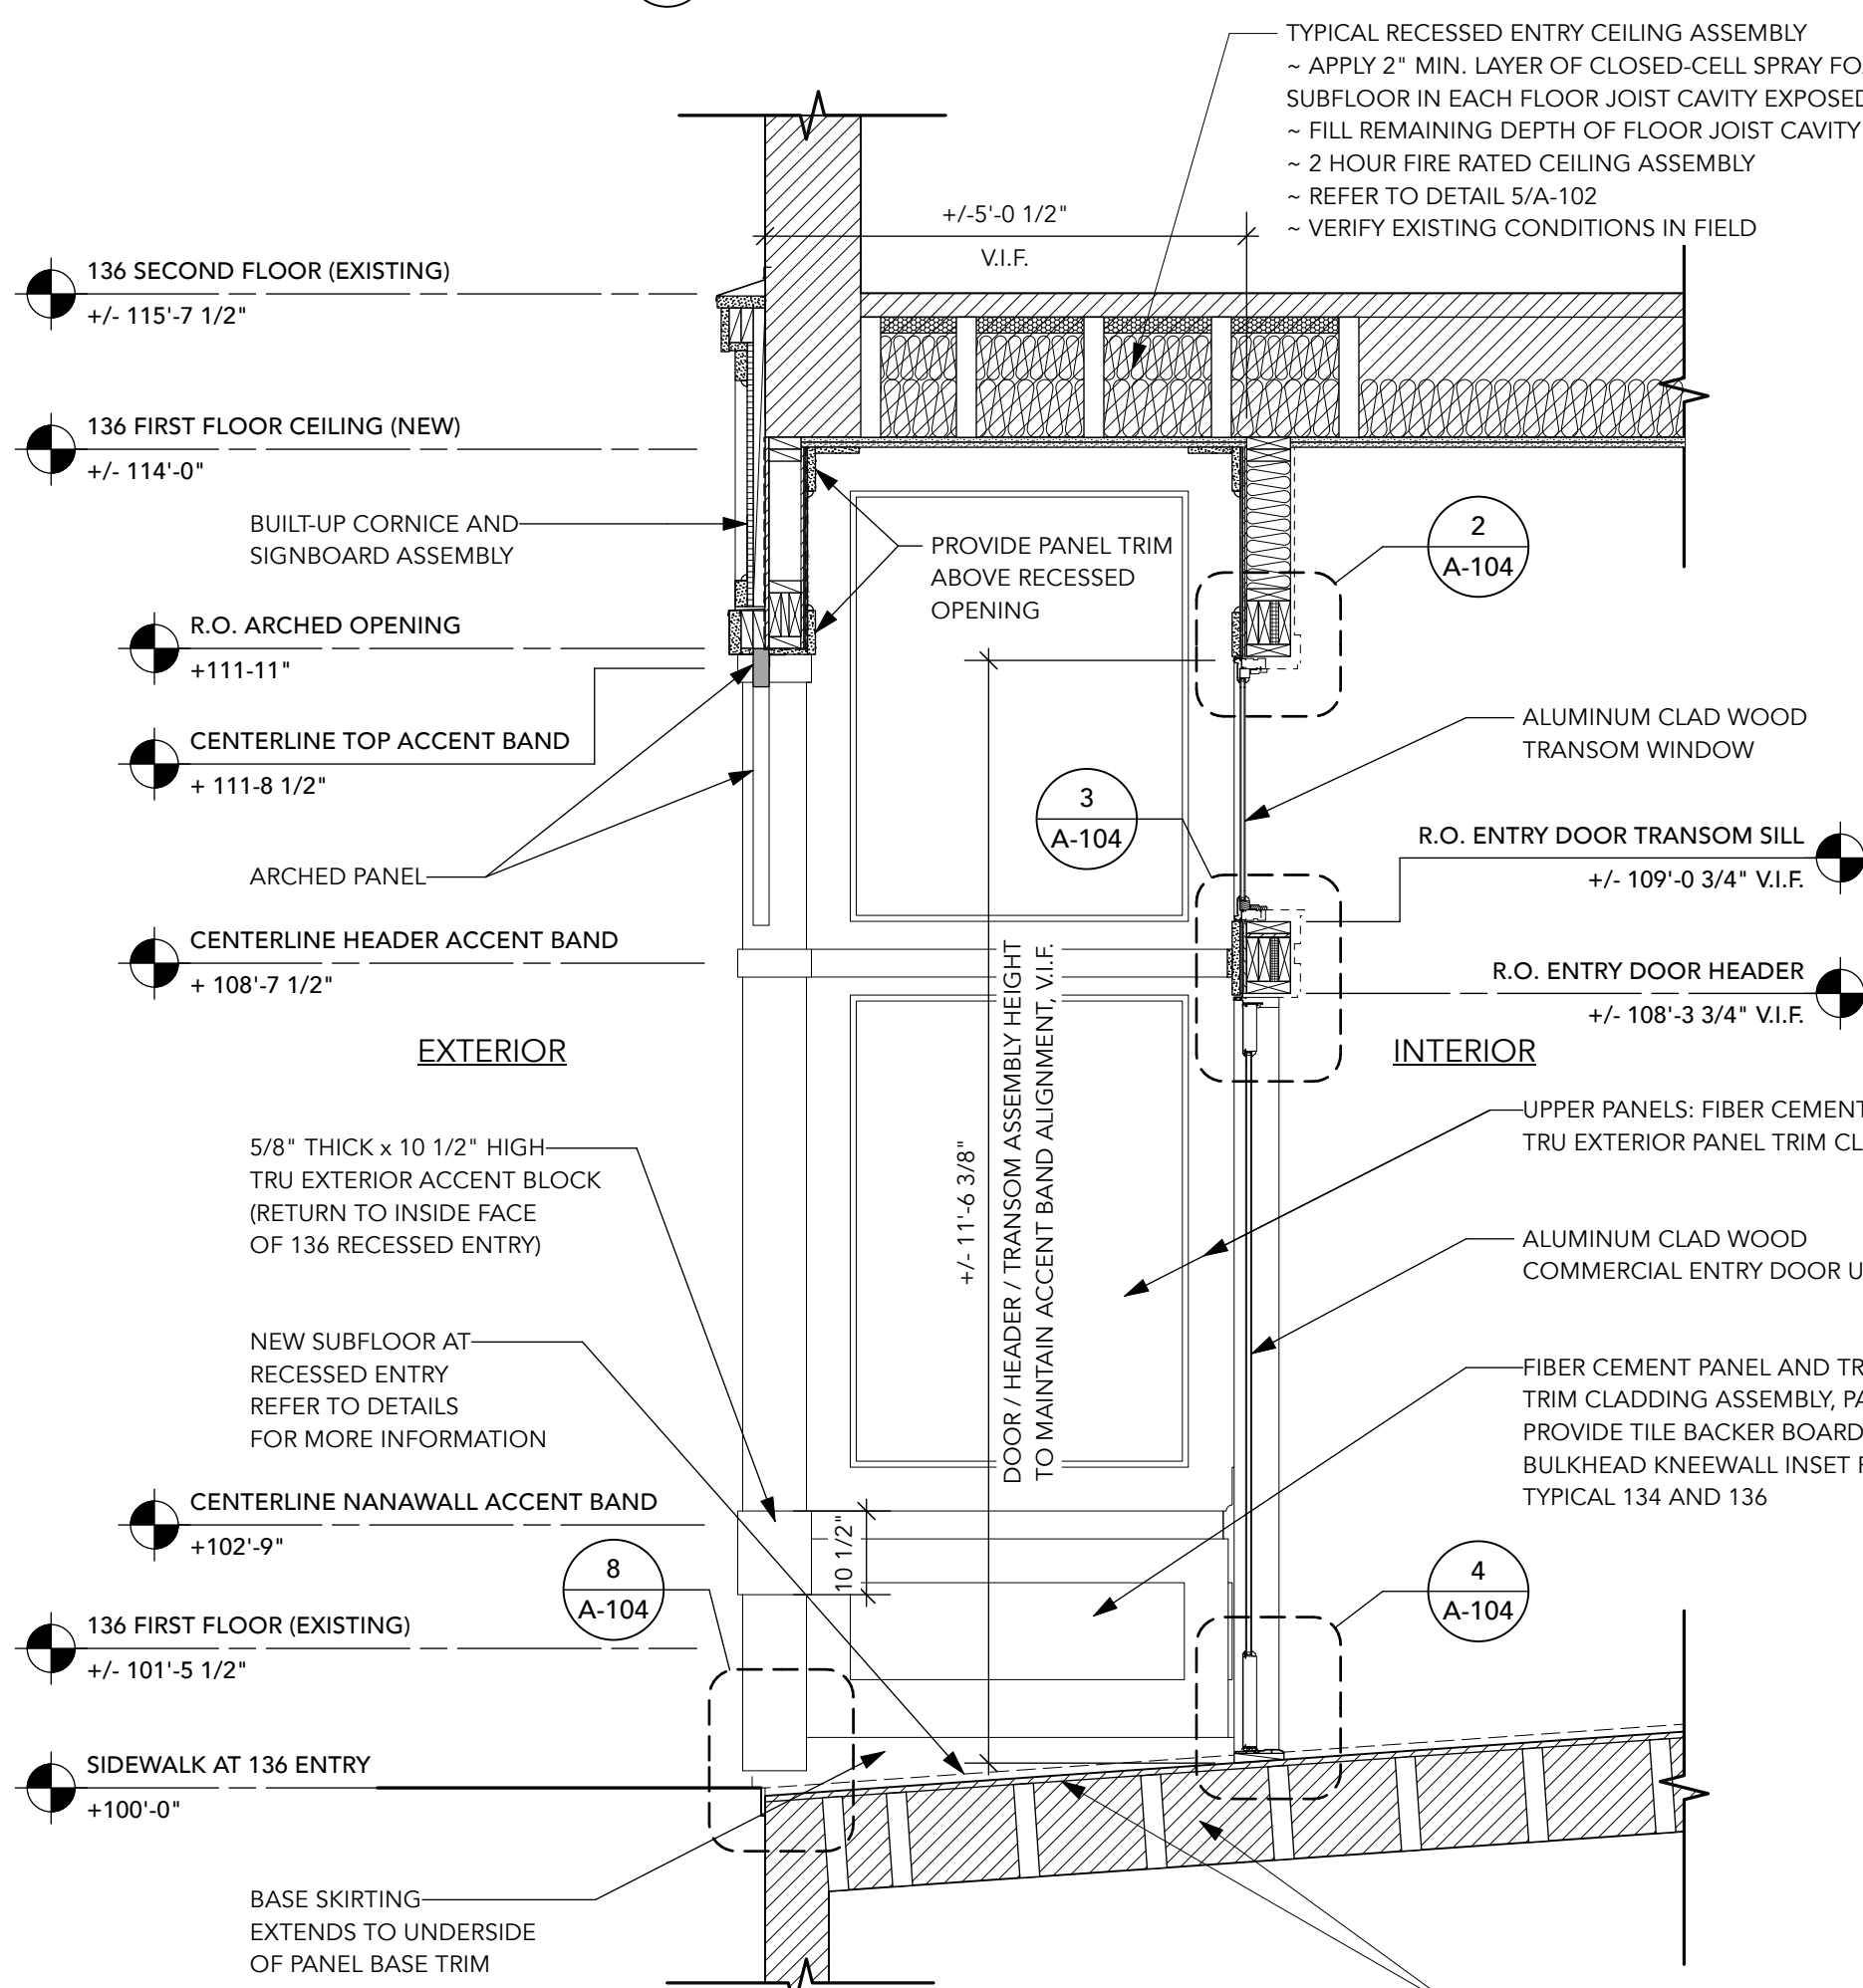 TYPICAL RECESSED ENTRY CEILING ASSEMBLY
~ APPLY 2" MIN. LAYER OF CLOSED-CELL SPRAY
SUBFLOOR IN EACH FLOOR JOIST CAVITY EXPOSED
~ FILL REMAINING DEPTH OF FLOOR JOIST CAVITY
~ 2 HOUR FIRE RATED CEILING ASSEMBLY
~ REFER TO DETAIL 5/A-102
~ VERIFY EXISTING CONDITIONS IN FIELD
+/-5'-0 1/2"
V.I.F.
136 SECOND FLOOR (EXISTING)
+/- 115'-7 1/2"
136 FIRST FLOOR CEILING (NEW)
+/- 114'-0"
BUILT-UP CORNICE AND
SIGNBOARD ASSEMBLY
PROVIDE PANEL TRIM
ABOVE RECESSED
OPENING
2
A-104
R.O. ARCHED OPENING
+111-11"
CENTERLINE TOP ACCENT BAND
+ 111-8 1/2"
ALUMINUM CLAD WOOD
TRANSOM WINDOW
3
A-104
R.O. ENTRY DOOR TRANSOM SILL
+/- 109'-0 3/4" V.I.F.
ARCHED PANEL
CENTERLINE HEADER ACCENT BAND
+ 108'-7 1/2"
R.O. ENTRY DOOR HEADER
+/- 108'-3 3/4" V.I.F.
EXTERIOR
INTERIOR
+/- 11'-6 3/8"
DOOR / HEADER / TRANSOM ASSEMBLY HEIGHT
TO MAINTAIN ACCENT BAND ALIGNMENT, V.I.F.
5/8" THICK x 10 1/2" HIGH
TRU EXTERIOR ACCENT BLOCK
(RETURN TO INSIDE FACE
OF 136 RECESSED ENTRY)
UPPER PANELS: FIBER CEMENT
TRU EXTERIOR PANEL TRIM
ALUMINUM CLAD WOOD
COMMERCIAL ENTRY DOOR
NEW SUBFLOOR AT
RECESSED ENTRY
REFER TO DETAILS
FOR MORE INFORMATION
FIBER CEMENT PANEL AND
TRIM CLADDING ASSEMBLY,
PROVIDE TILE BACKER BOARD
BULKHEAD KNEEWALL INSET
TYPICAL 134 AND 136
CENTERLINE NANAWALL ACCENT BAND
+102'-9"
10 1/2"
8
A-104
4
A-104
136 FIRST FLOOR (EXISTING)
+/- 101'-5 1/2"
SIDEWALK AT 136 ENTRY
+100'-0"
BASE SKIRTING
EXTENDS TO UNDERSIDE
OF PANEL BASE TRIM